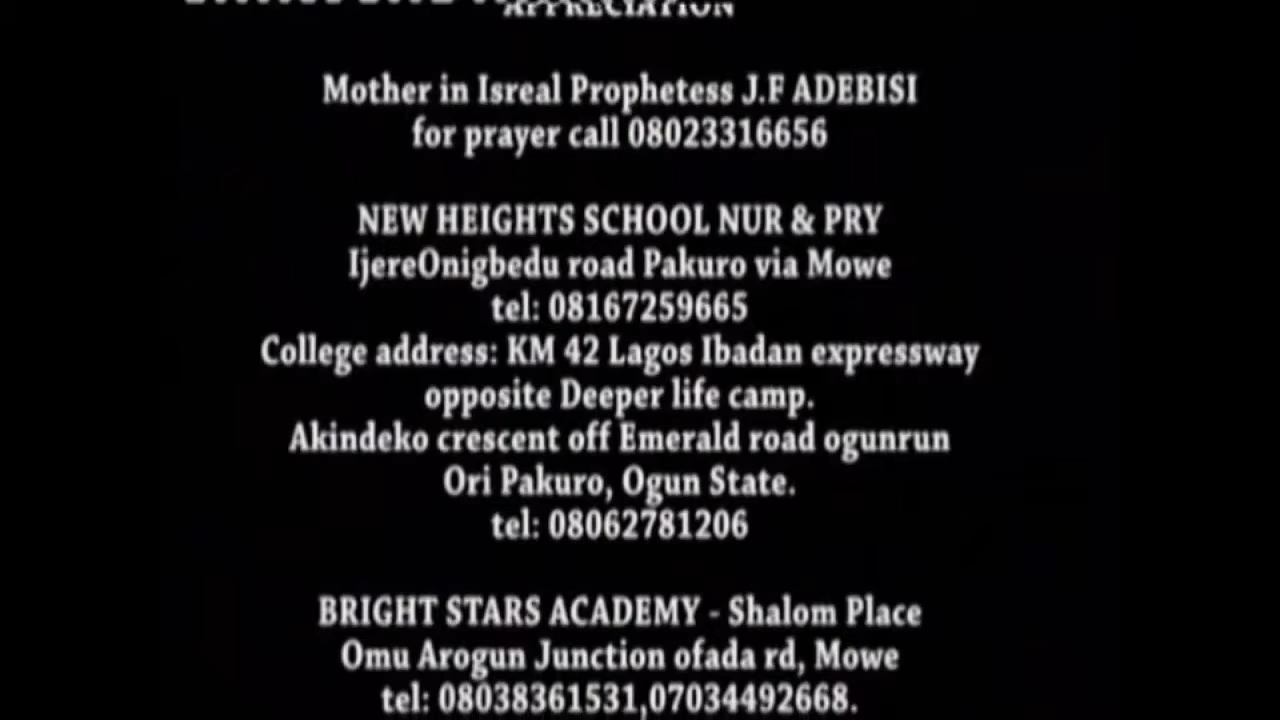 APPRECIATION
Mother in Isreal Prophetess J.F ADEBISI
for prayer call 08023316656
NEW HEIGHTS SCHOOL NUR & PRY
IjereOnigbedu road Pakuro via Mowe
tel: 08167259665
College address: KM 42 Lagos Ibadan expressway
opposite Deeper life camp.
Akindeko crescent off Emerald road ogunrun
Ori Pakuro, Ogun State.
tel: 08062781206
BRIGHT STARS ACADEMY - Shalom Place
Omu Arogun Junction ofada rd, Mowe
tel: 08038361531,07034492668.